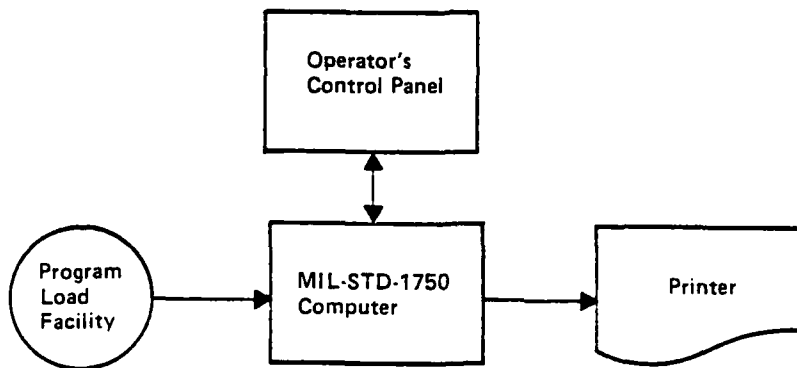 Operator's
Control Panel
Program
Load
Facility
MIL-STD-1750
Computer
Printer